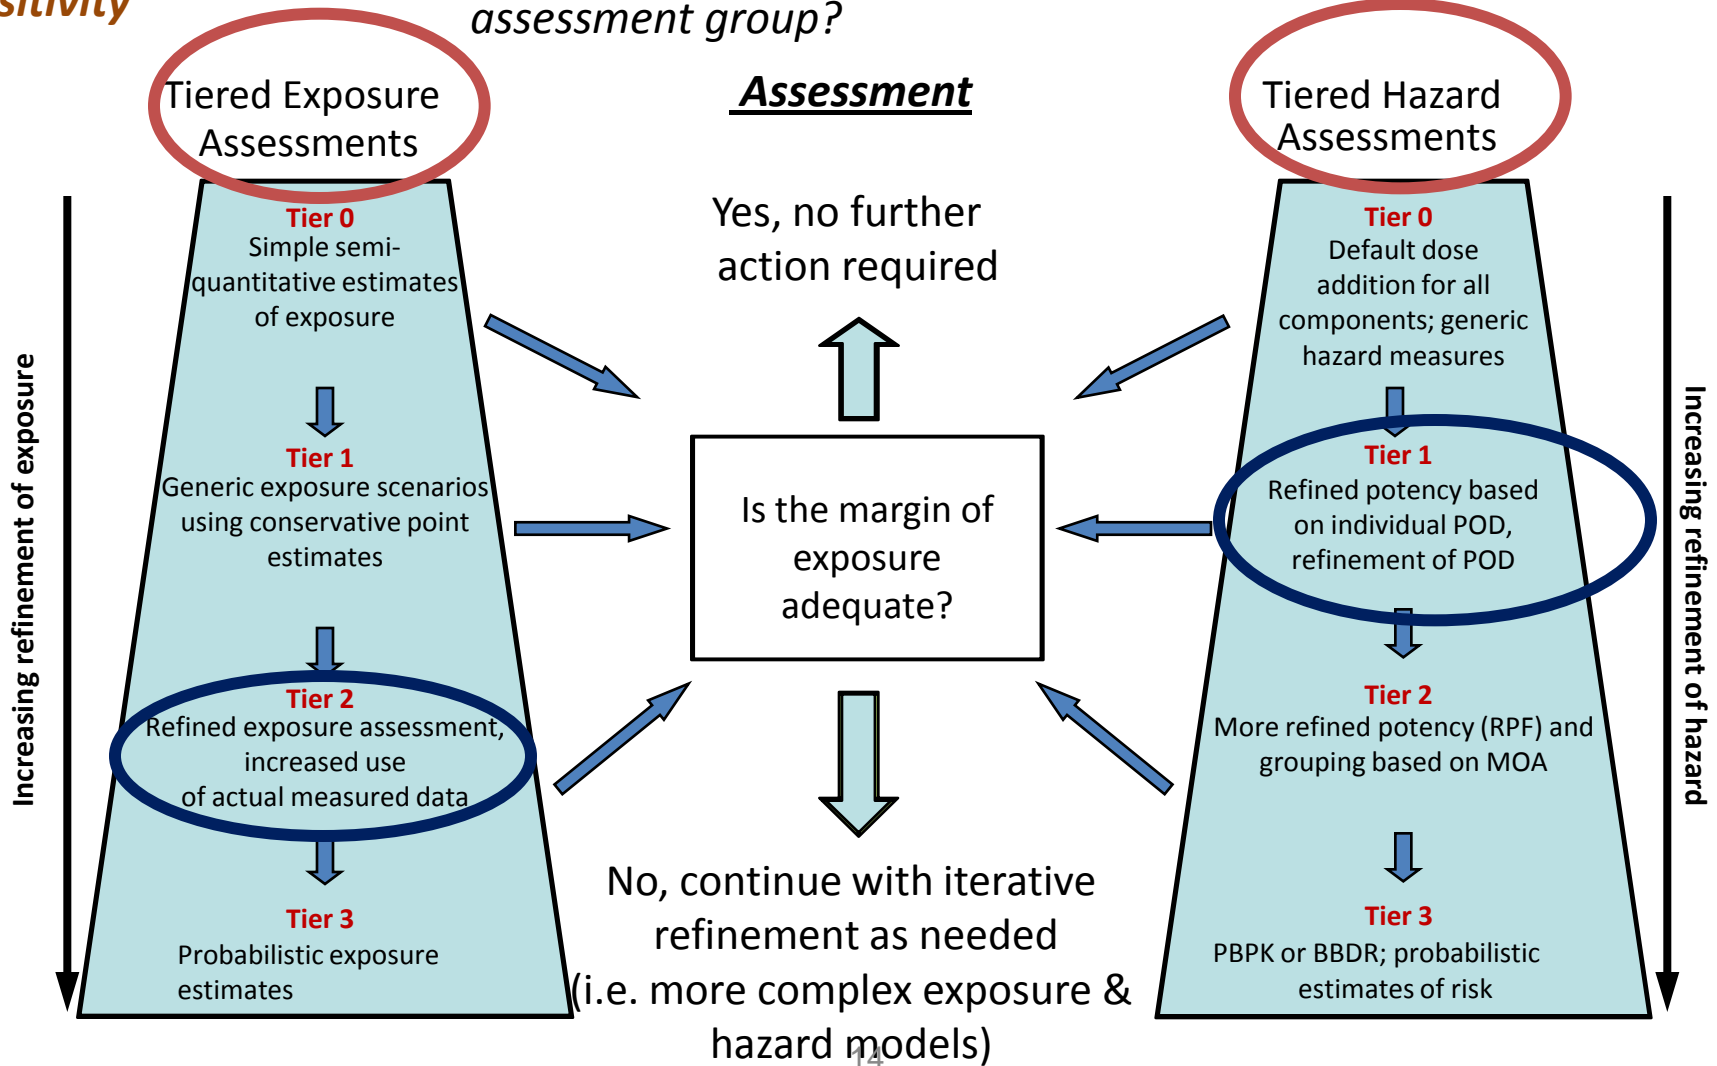 assessment group?
Tiered Exposure
Assessments
Assessment
Tiered Hazard
Assessments
Increasing refinement of exposure
Tier 0
Simple semi-
quantitative estimates
of exposure
Tier 1
Generic exposure scenarios
using conservative point
estimates
Tier 2
Refined exposure assessment,
increased use
of actual measured data
Tier 3
Probabilistic exposure
estimates
Yes, no further
action required
Is the margin of
exposure
adequate?
No, continue with iterative
refinement as needed
(i.e. more complex exposure &
hazard models)
14
Tier 0
Default dose
addition for all
components; generic
hazard measures
Tier 1
Refined potency based
on individual POD,
refinement of POD
Tier 2
More refined potency (RPF) and
grouping based on MOA
Tier 3
PBPK or BBDR; probabilistic
estimates of risk
Increasing refinement of hazard